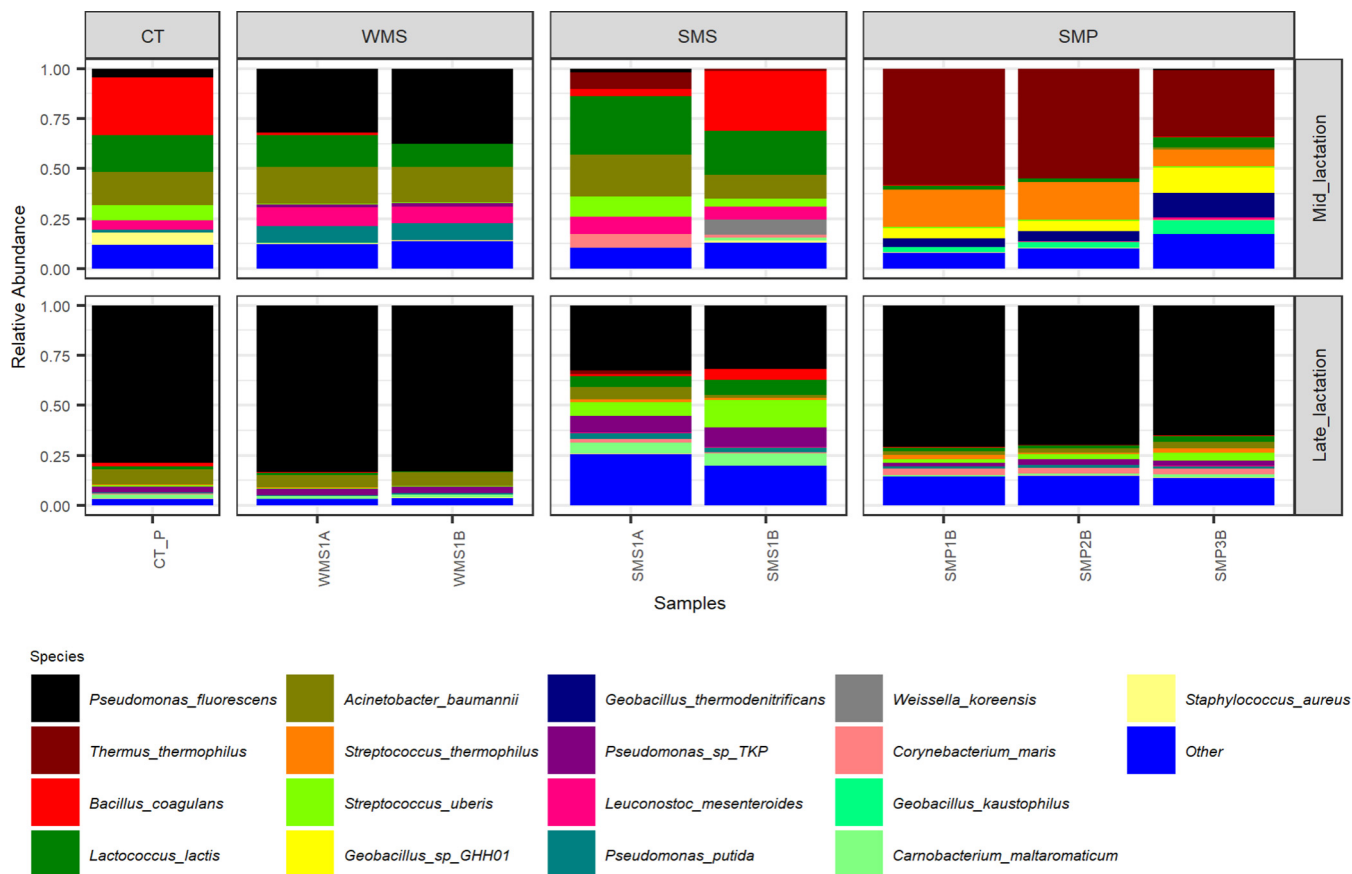 CT WMS SMS SMP
1.00
0.75
0.50
0.25
0.00
Mid_lactation
Relative Abundance
1.00
0.75
0.50
0.25
0.00
Late_lactation
CT_P WMS1A WMS1B SMS1A SMS1B SMP1B SMP2B SMP3B
Samples
Species
Pseudomonas_fluorescens Acinetobacter_baumannii Geobacillus_thermodenitrificans Weissella_koreensis Staphylococcus_aureus
Thermus_thermophilus Streptococcus_thermophilus Pseudomonas_sp_TKP Corynebacterium_maris Other
Bacillus_coagulans Streptococcus_uberis Leuconostoc_mesenteroides Geobacillus_kaustophilus
Lactococcus_lactis Geobacillus_sp_GHH01 Pseudomonas_putida Carnobacterium_maltaromaticum